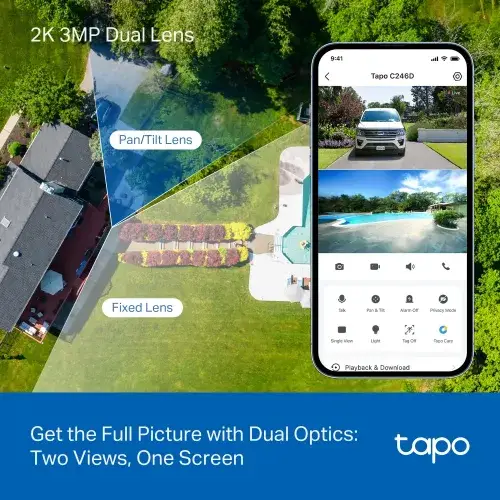 2K 3MP Dual Lens
Pan/Tilt Lens
Fixed Lens
9:41
Tapo C246D
Live
Talk
Pan & Tilt
Alarm Off
Privacy Mode
Single View
Light
Tag Off
Tapo Care
Playback & Download
Get the Full Picture with Dual Optics:
Two Views, One Screen
tapo